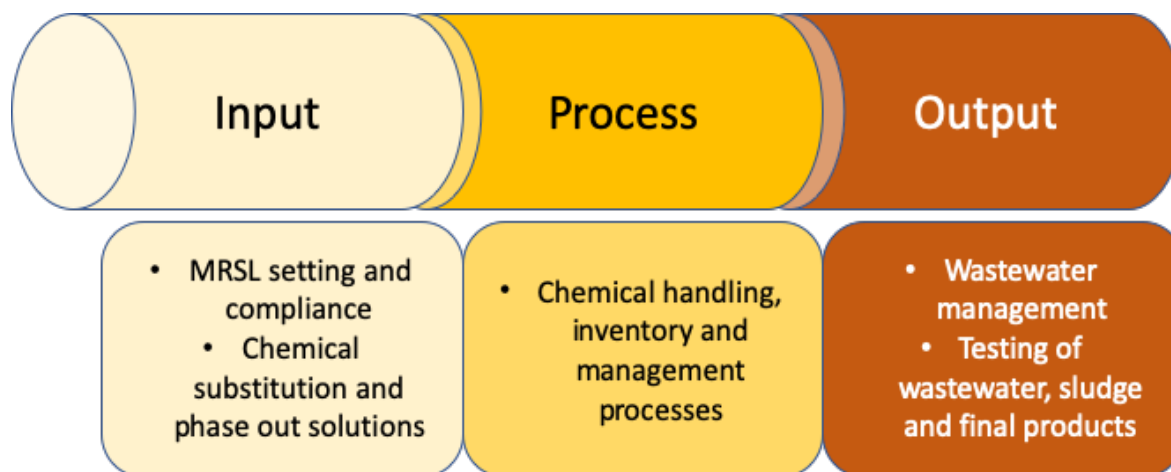 Input
Process
Output
• MRSL setting and
compliance
• Chemical
substitution and
phase out solutions
• Chemical handling,
inventory and
management
processes
• Wastewater
management
• Testing of
wastewater, sludge
and final products